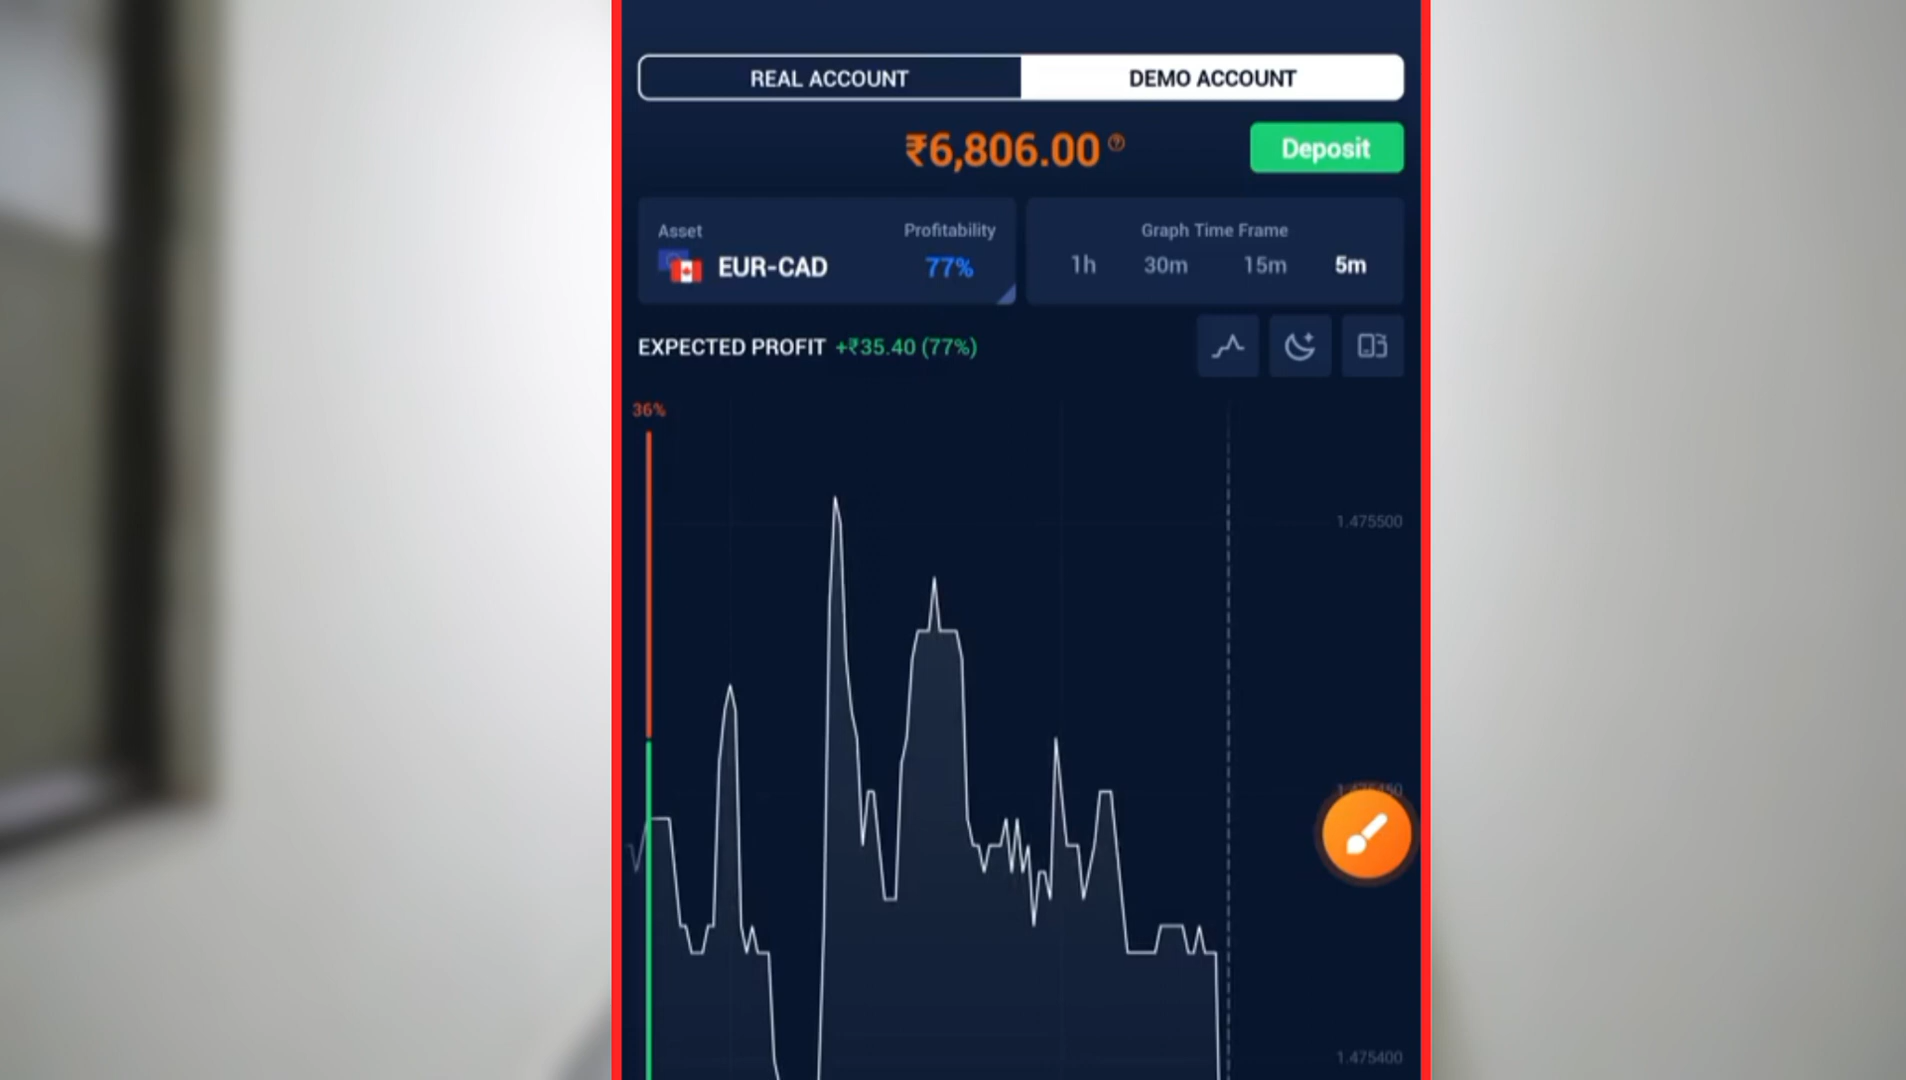 REAL ACCOUNT
DEMO ACCOUNT
₹6,806.00
Deposit
Asset
Profitability
EUR-CAD
77%
Graph Time Frame
1h 30m 15m 5m
EXPECTED PROFIT +₹35.40 (77%)
36%
1.475500
1.475400